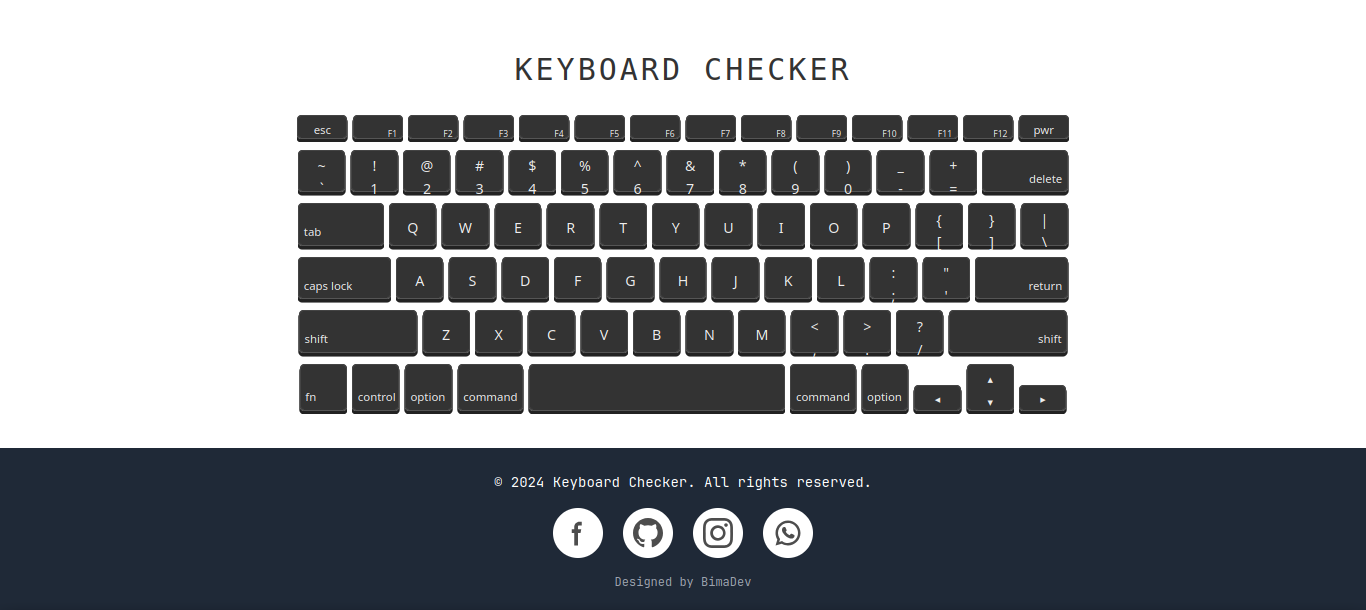 KEYBOARD CHECKER
esc F1 F2 F3 F4 F5 F6 F7 F8 F9 F10 F11 F12 pwr
~ ! @ # $ % ^ & * ( ) _ +
` 1 2 3 4 5 6 7 8 9 0 - = delete
tab Q W E R T Y U I O P { } |
[ ] \
caps lock A S D F G H J K L : " return
; '
shift Z X C V B N M < > ? shift
, . /
fn control option command command option ◂ ▴ ▾ ▸
© 2024 Keyboard Checker. All rights reserved.
Designed by BimaDev